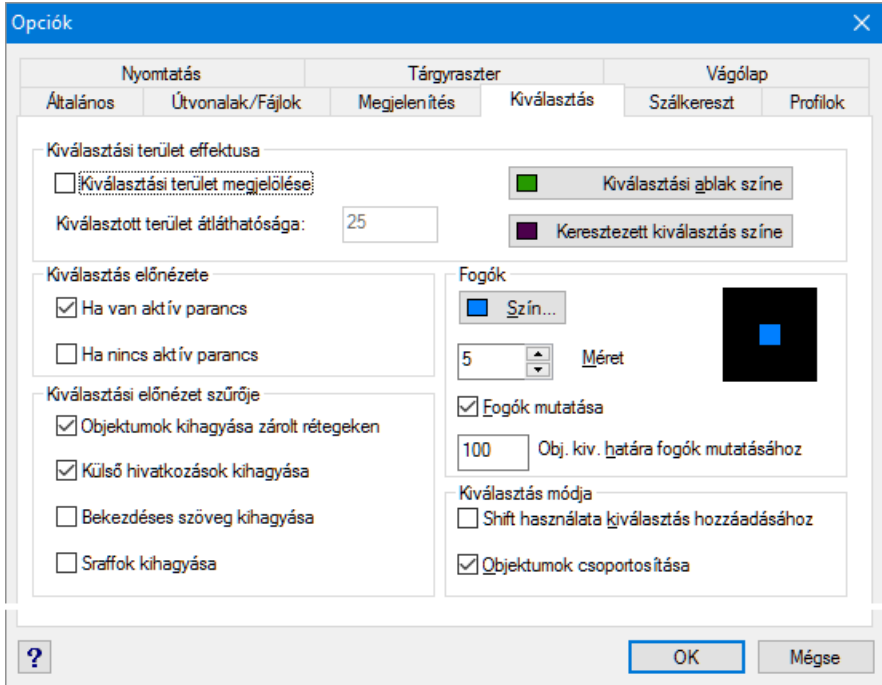 Opciók
Nyomtatás Tárgyraszter Vágólap
Általános Útvonalak/Fájlok Megjelenítés Kiválasztás Szálkereszt Profilok
Kiválasztási terület effektusa
Kiválasztási terület megjelölése
Kiválasztási ablak színe
Kiválasztott terület átláthatósága: 25
Keresztezett kiválasztás színe
Kiválasztás előnézete
Ha van aktív parancs
Ha nincs aktív parancs
Kiválasztási előnézet szűrője
Objektumok kihagyása zárolt rétegeken
Külső hivatkozások kihagyása
Bekezdéses szöveg kihagyása
Sraffok kihagyása
Fogók
Szín...
5 Méret
Fogók mutatása
100 Obj. kiv. határa fogók mutatásához
Kiválasztás módja
Shift használata kiválasztás hozzáadásához
Objektumok csoportosítása
? OK Mégse